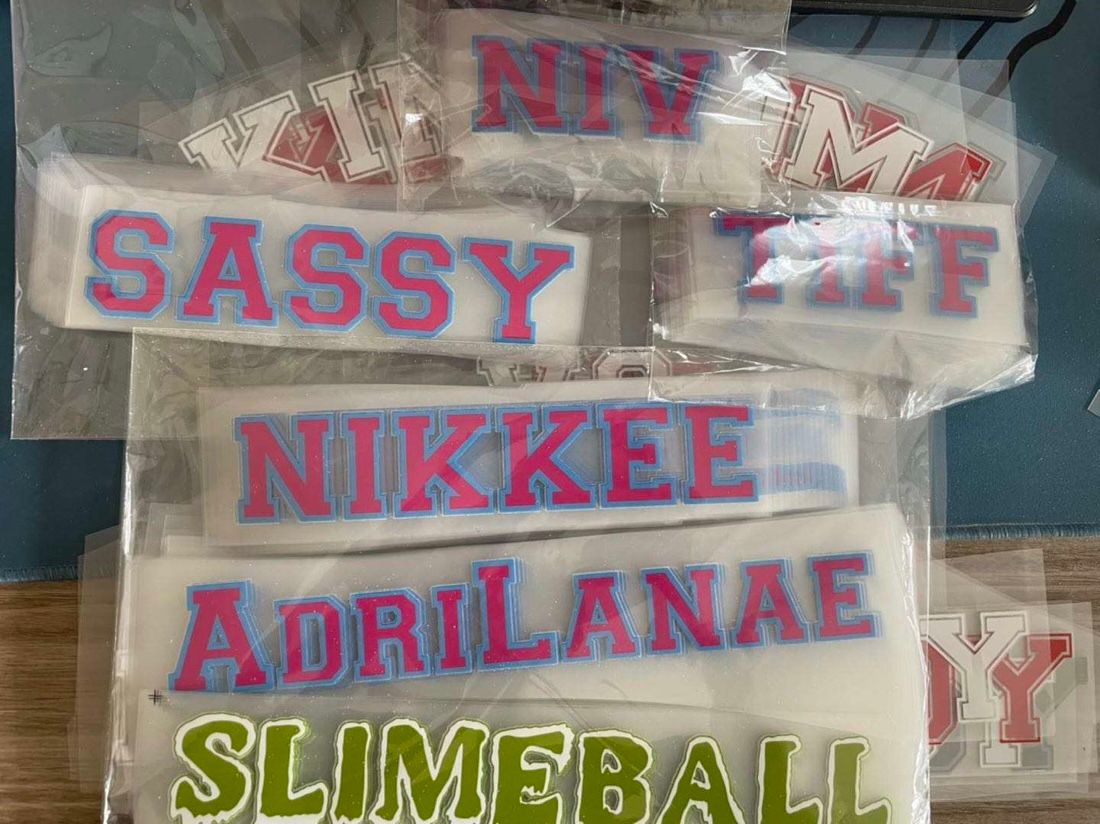 NIV
SASSY
TIFF
NIKKEE
ADRILANAE
SLIMEBALL